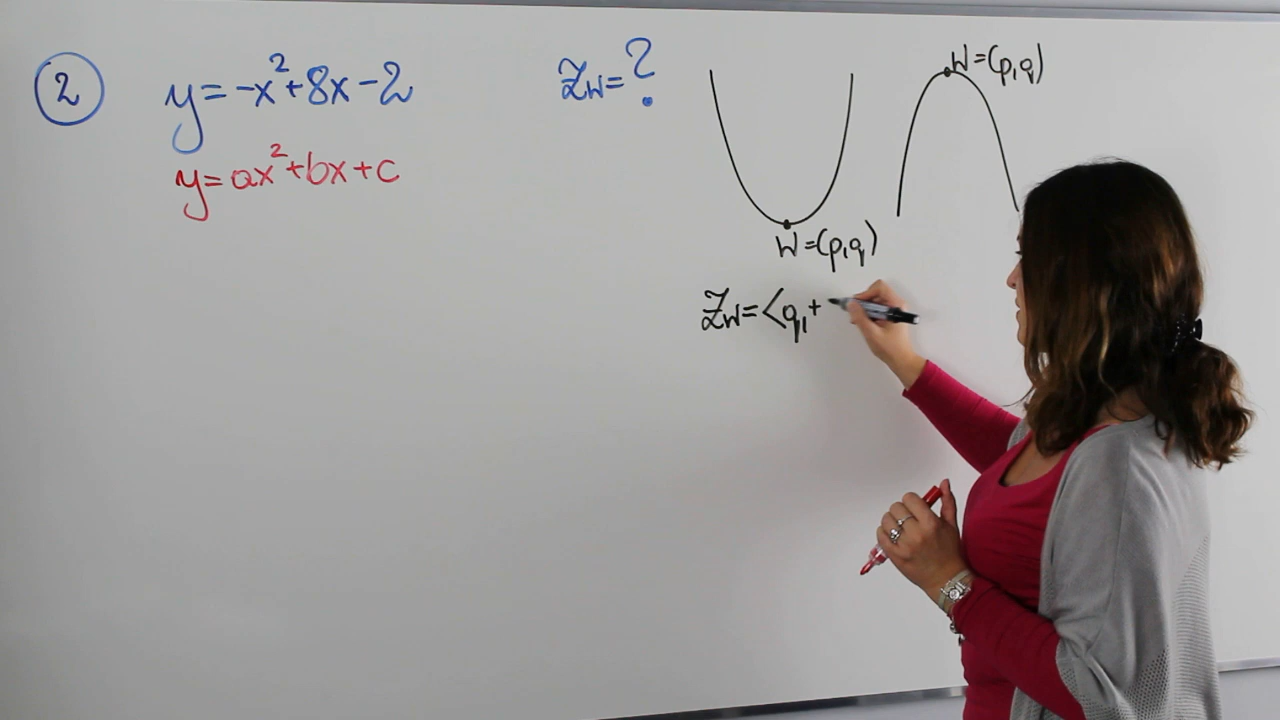 2
y = -x² + 8x - 2
Zw = ?
y = ax² + bx + c
W = (p, q)
W = (p, q)
Zw = <q, +